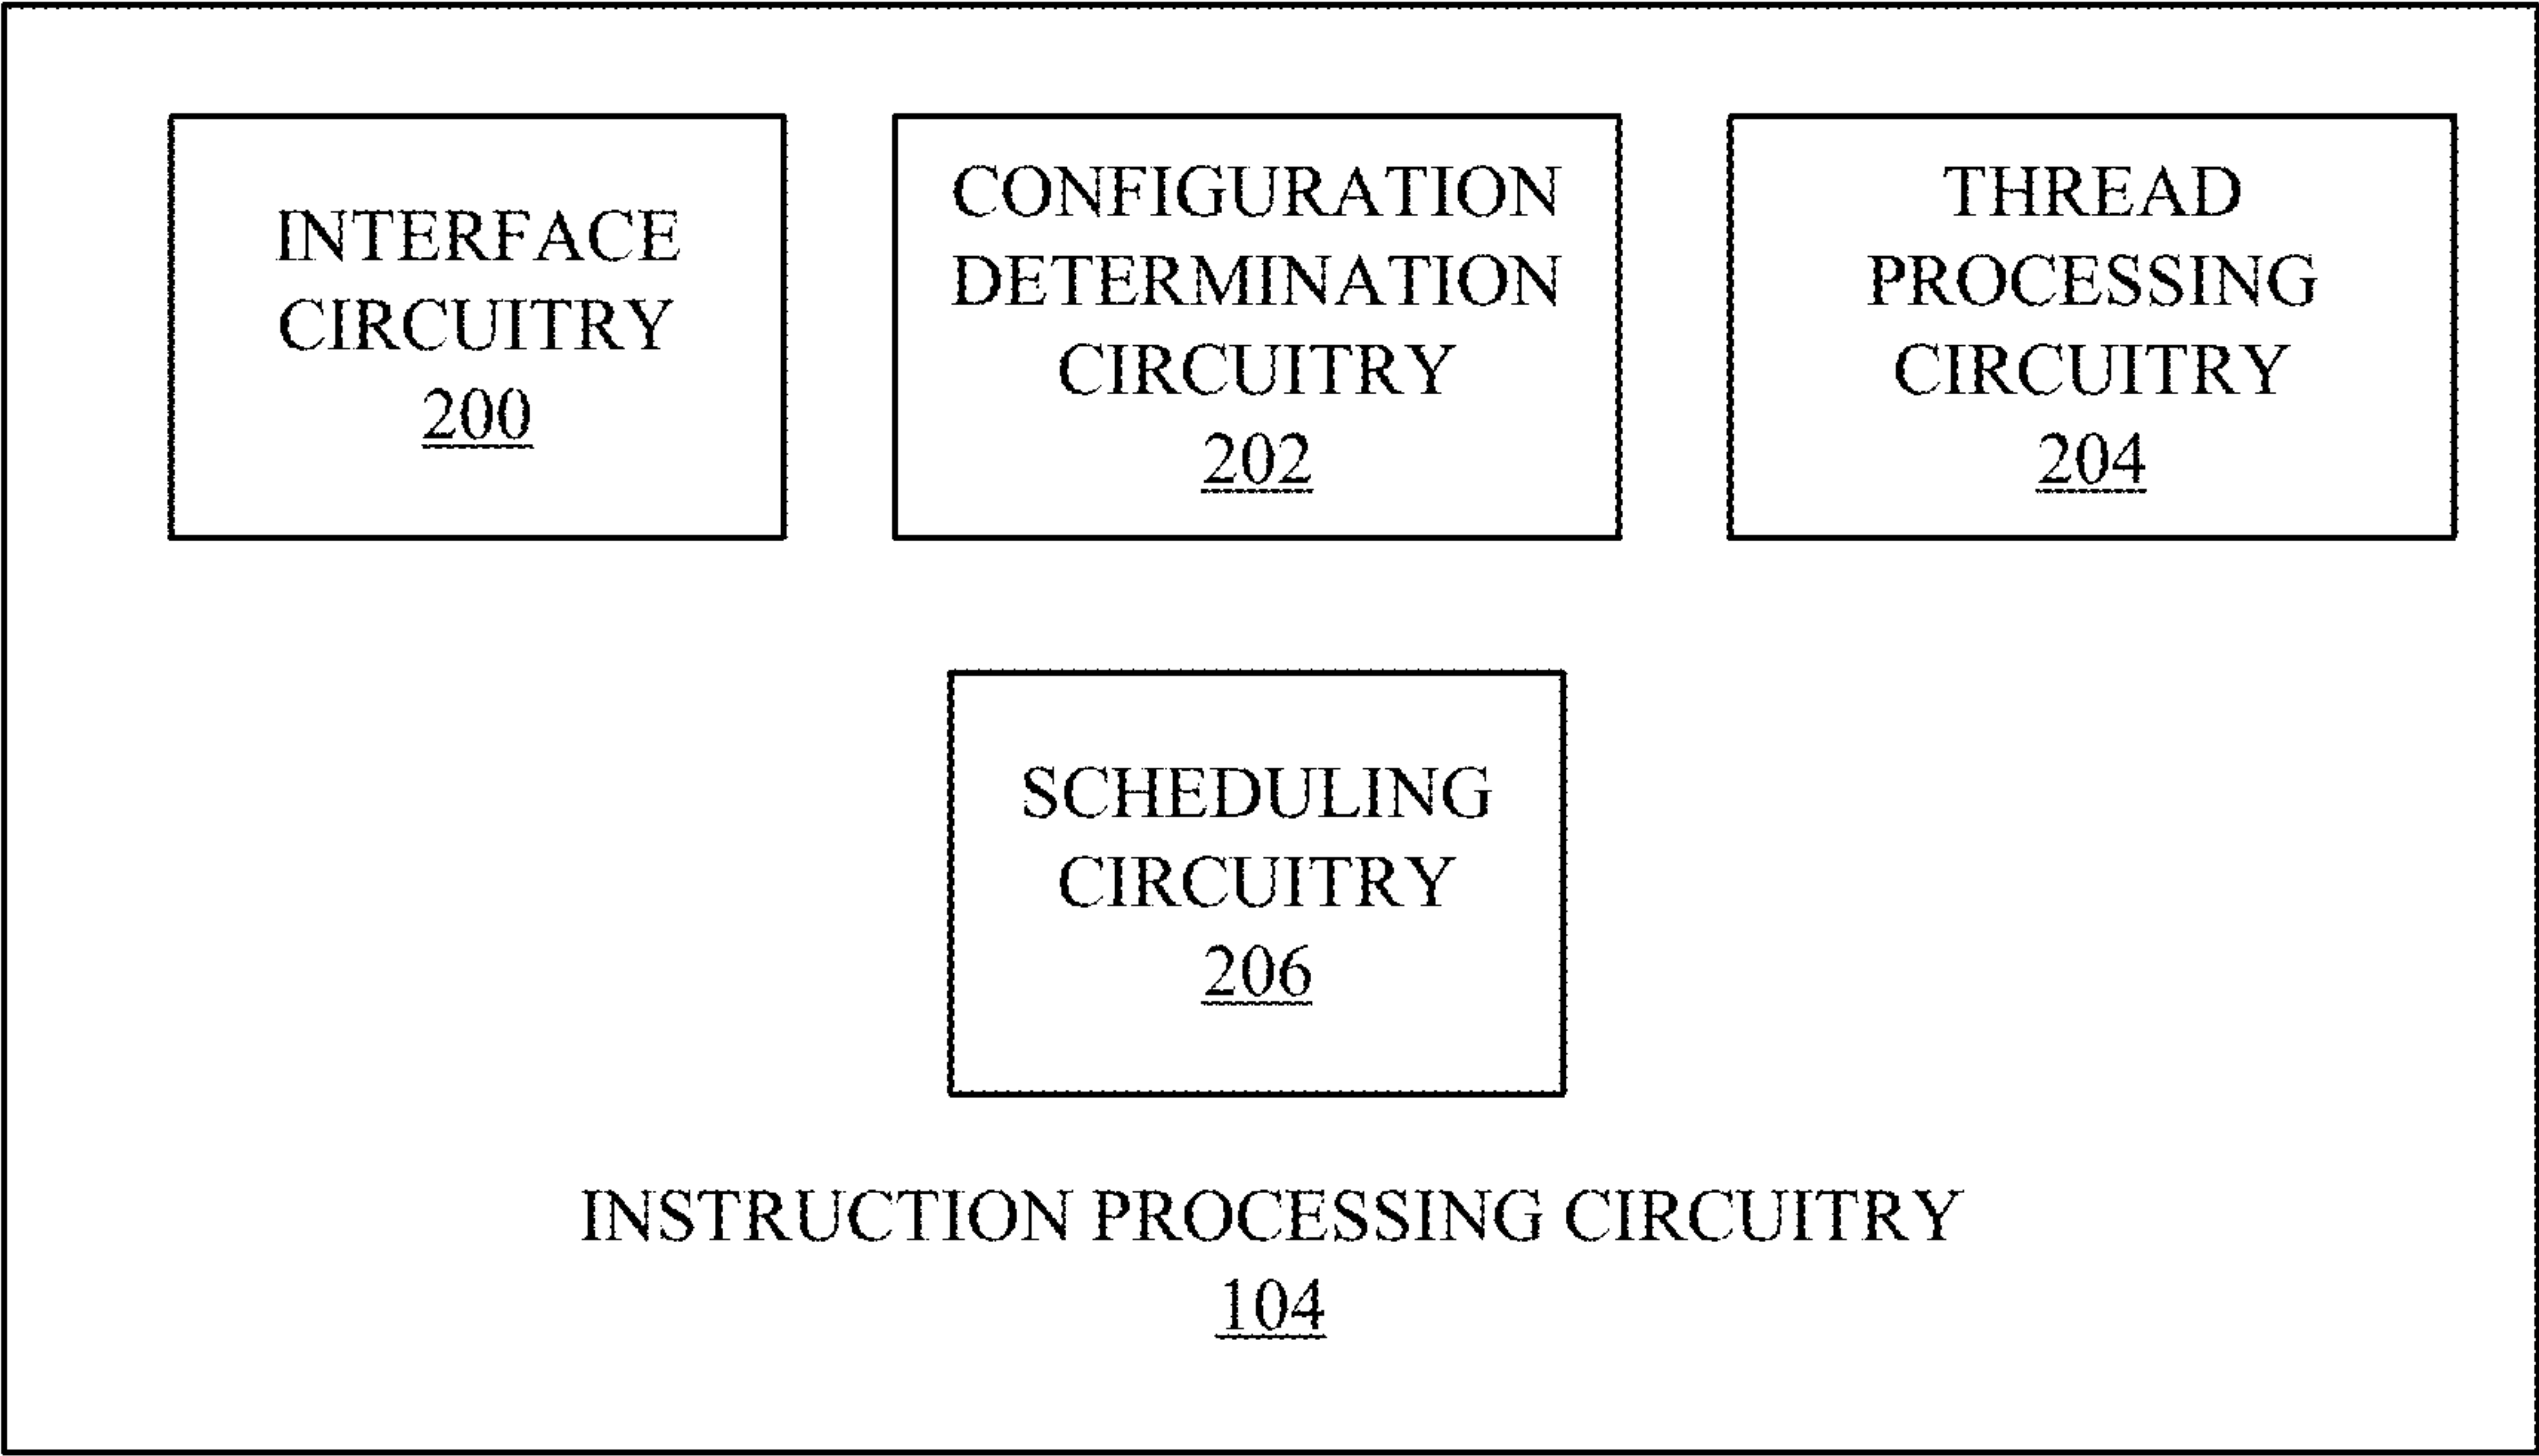 INTERFACE
CIRCUITRY
200
CONFIGURATION
DETERMINATION
CIRCUITRY
202
THREAD
PROCESSING
CIRCUITRY
204
SCHEDULING
CIRCUITRY
206
INSTRUCTION PROCESSING CIRCUITRY
104